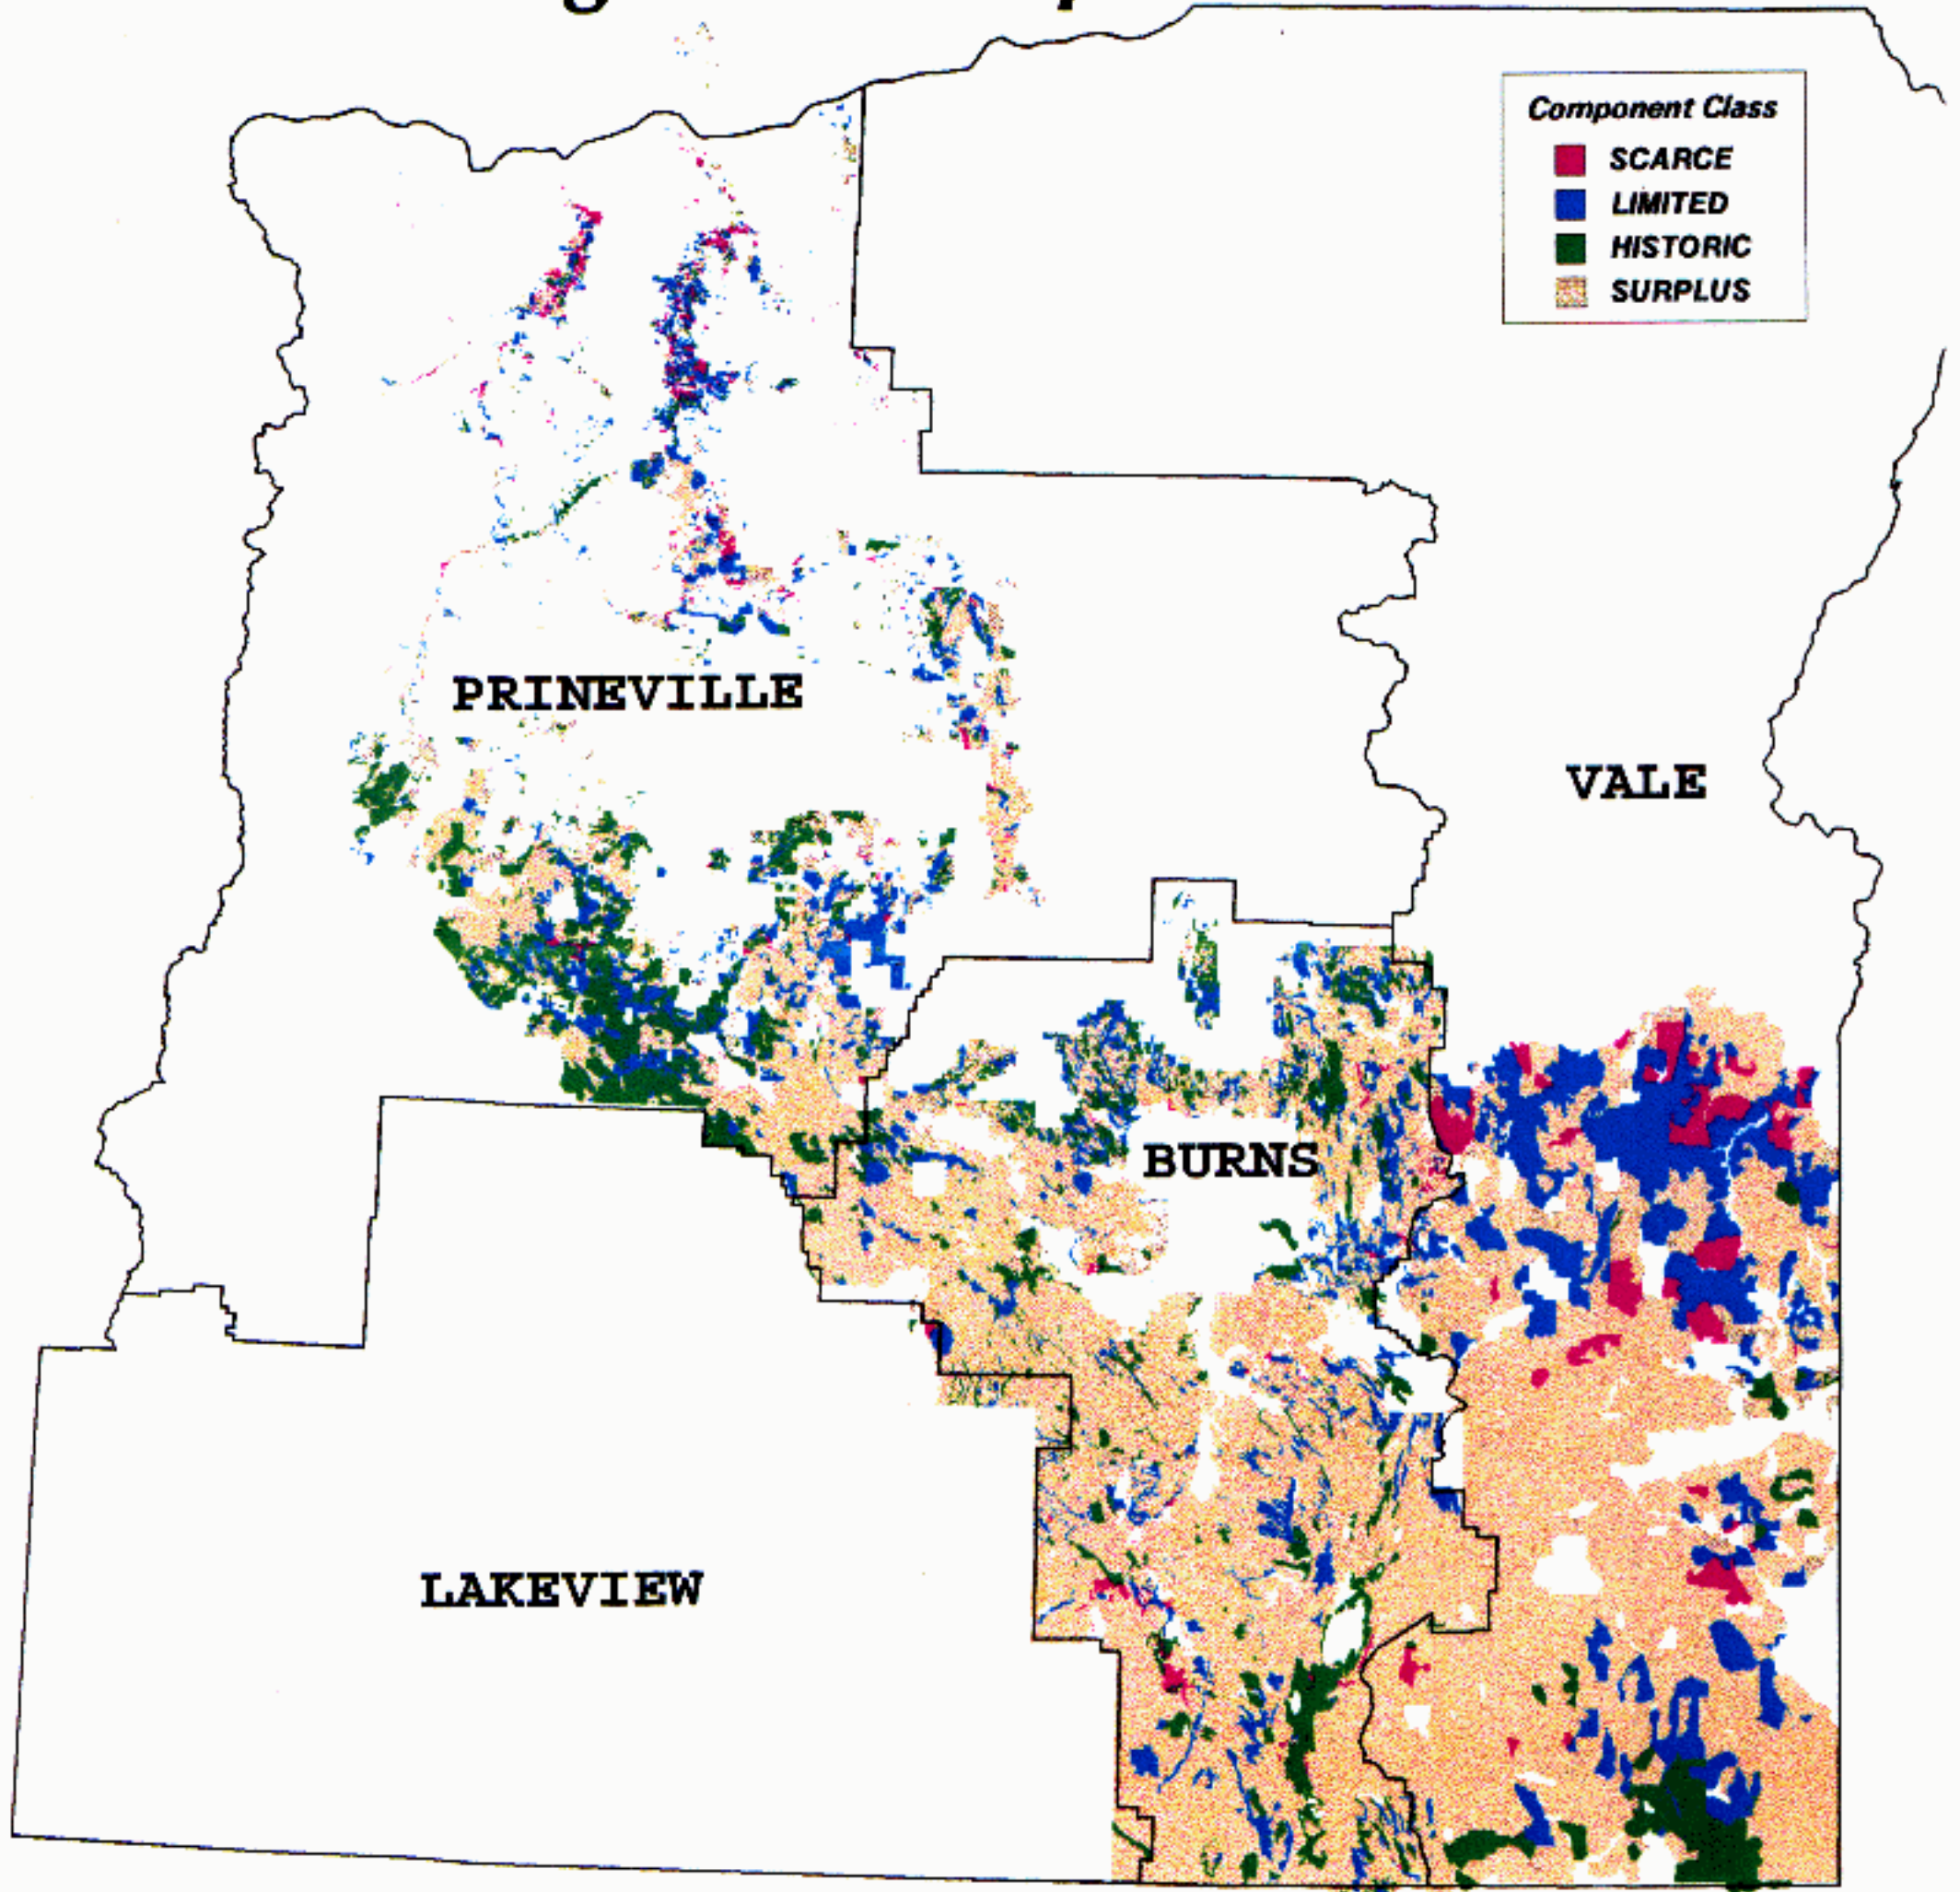 Component Class
SCARCE
LIMITED
HISTORIC
SURPLUS
PRINEVILLE
VALE
BURNS
LAKEVIEW